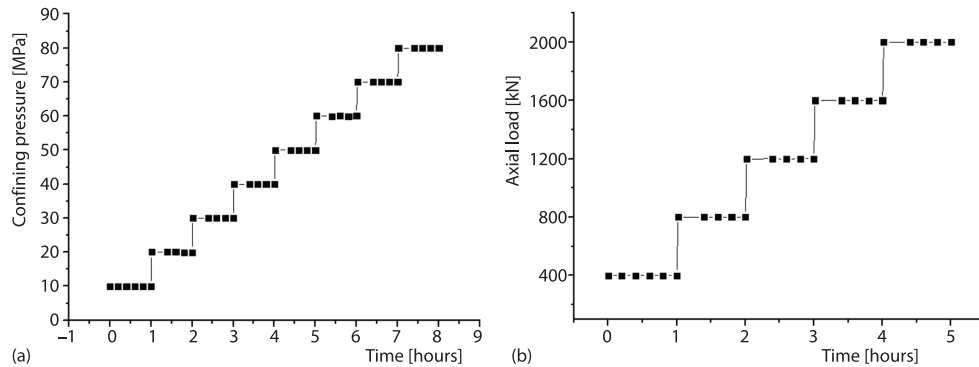 90
80
70
60
50
40
30
20
10
0
Confining pressure [MPa]
–1 0 1 2 3 4 5 6 7 8 9
Time [hours]
(a)
2000
1600
1200
800
400
Axial load [kN]
0 1 2 3 4 5
Time [hours]
(b)